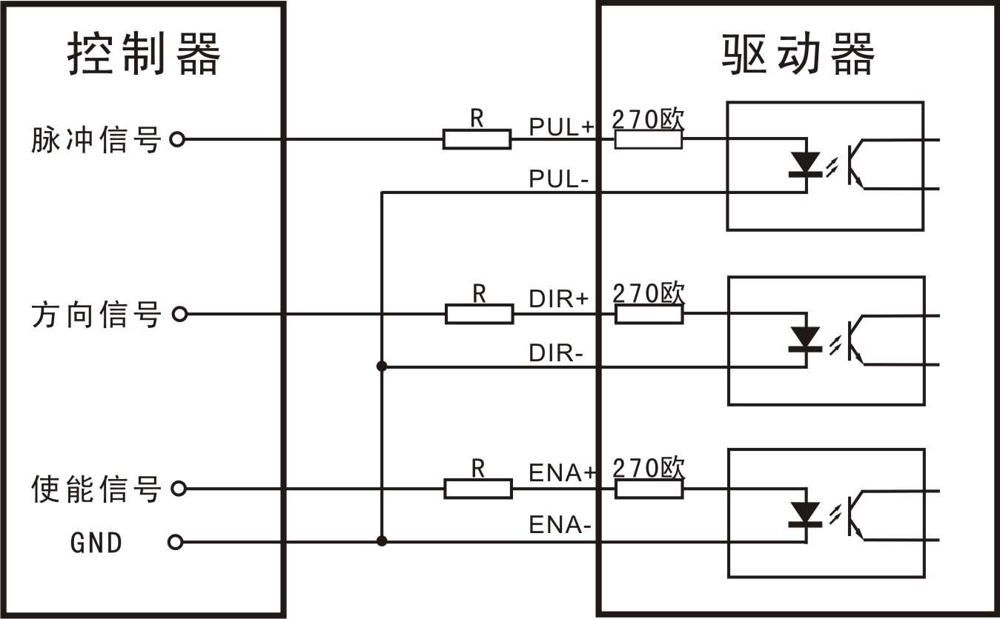 控制器
驱动器
脉冲信号
R
PUL+
270欧
PUL-
方向信号
R
DIR+
270欧
DIR-
使能信号
R
ENA+
270欧
GND
ENA-